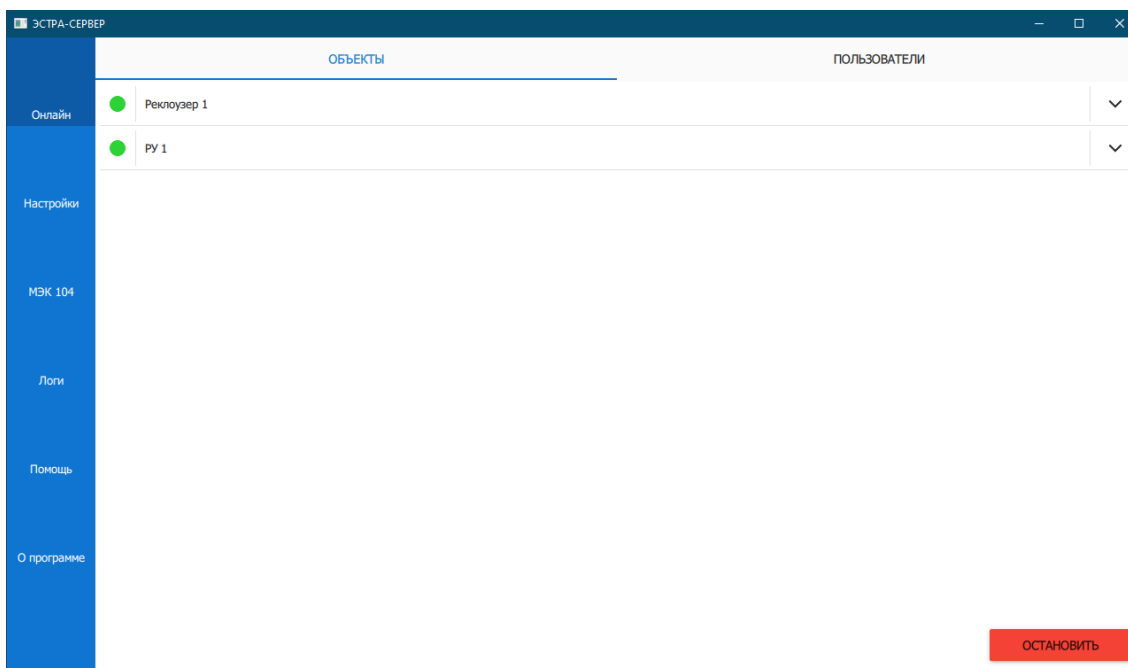 ЭСТРА-СЕРВЕР
ОБЪЕКТЫ
ПОЛЬЗОВАТЕЛИ
Онлайн
Реклоузер 1
РУ 1
Настройки
МЭК 104
Логи
Помощь
О программе
ОСТАНОВИТЬ